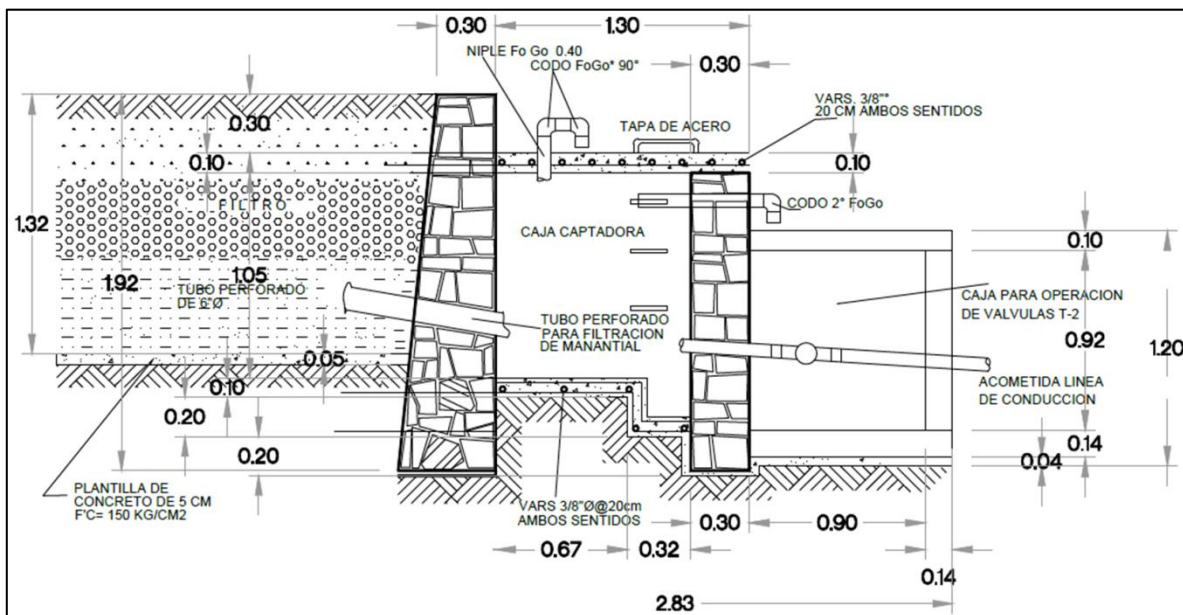 0.30
1.30
NIPLE Fo Go 0.40
CODO FoGo* 90°
0.30
VARS. 3/8"*
20 CM AMBOS SENTIDOS
TAPA DE ACERO
0.30
0.10
0.10
FILTRO
CODO 2° FoGo
1.32
CAJA CAPTADORA
0.10
1.05
1.92
TUBO PERFORADO
DE 6"Ø
CAJA PARA OPERACION
DE VALVULAS T-2
TUBO PERFORADO
PARA FILTRACION
DE MANANTIAL
0.92
1.20
0.05
0.10
ACOMETIDA LINEA
DE CONDUCCION
0.20
0.14
0.20
0.04
PLANTILLA DE
CONCRETO DE 5 CM
F'C= 150 KG/CM2
VARS 3/8"Ø@20cm
AMBOS SENTIDOS
0.30
0.90
0.67
0.32
0.14
2.83